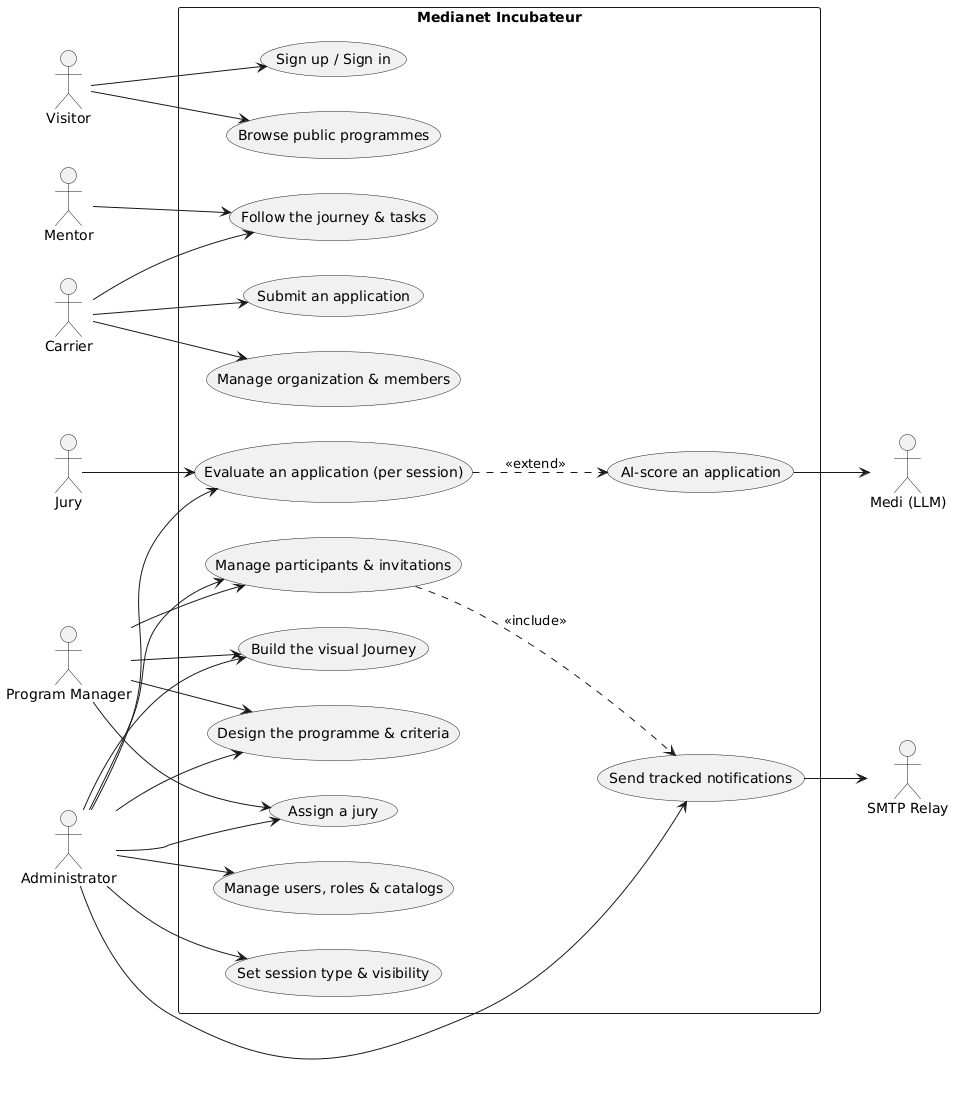 Medianet Incubateur
Sign up / Sign in
Visitor
Browse public programmes
Mentor
Follow the journey & tasks
Submit an application
Carrier
Manage organization & members
Evaluate an application (per session)
«extend»
AI-score an application
Jury
Medi (LLM)
Manage participants & invitations
«include»
Build the visual Journey
Program Manager
Design the programme & criteria
Send tracked notifications
SMTP Relay
Assign a jury
Administrator
Manage users, roles & catalogs
Set session type & visibility